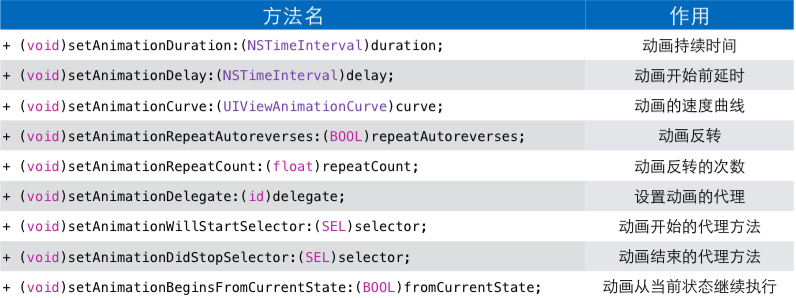 方法名 作用
+ (void)setAnimationDuration:(NSTimeInterval)duration; 动画持续时间
+ (void)setAnimationDelay:(NSTimeInterval)delay; 动画开始前延时
+ (void)setAnimationCurve:(UIViewAnimationCurve)curve; 动画的速度曲线
+ (void)setAnimationRepeatAutoreverses:(BOOL)repeatAutoreverses; 动画反转
+ (void)setAnimationRepeatCount:(float)repeatCount; 动画反转的次数
+ (void)setAnimationDelegate:(id)delegate; 设置动画的代理
+ (void)setAnimationWillStartSelector:(SEL)selector; 动画开始的代理方法
+ (void)setAnimationDidStopSelector:(SEL)selector; 动画结束的代理方法
+ (void)setAnimationBeginsFromCurrentState:(BOOL)fromCurrentState; 动画从当前状态继续执行